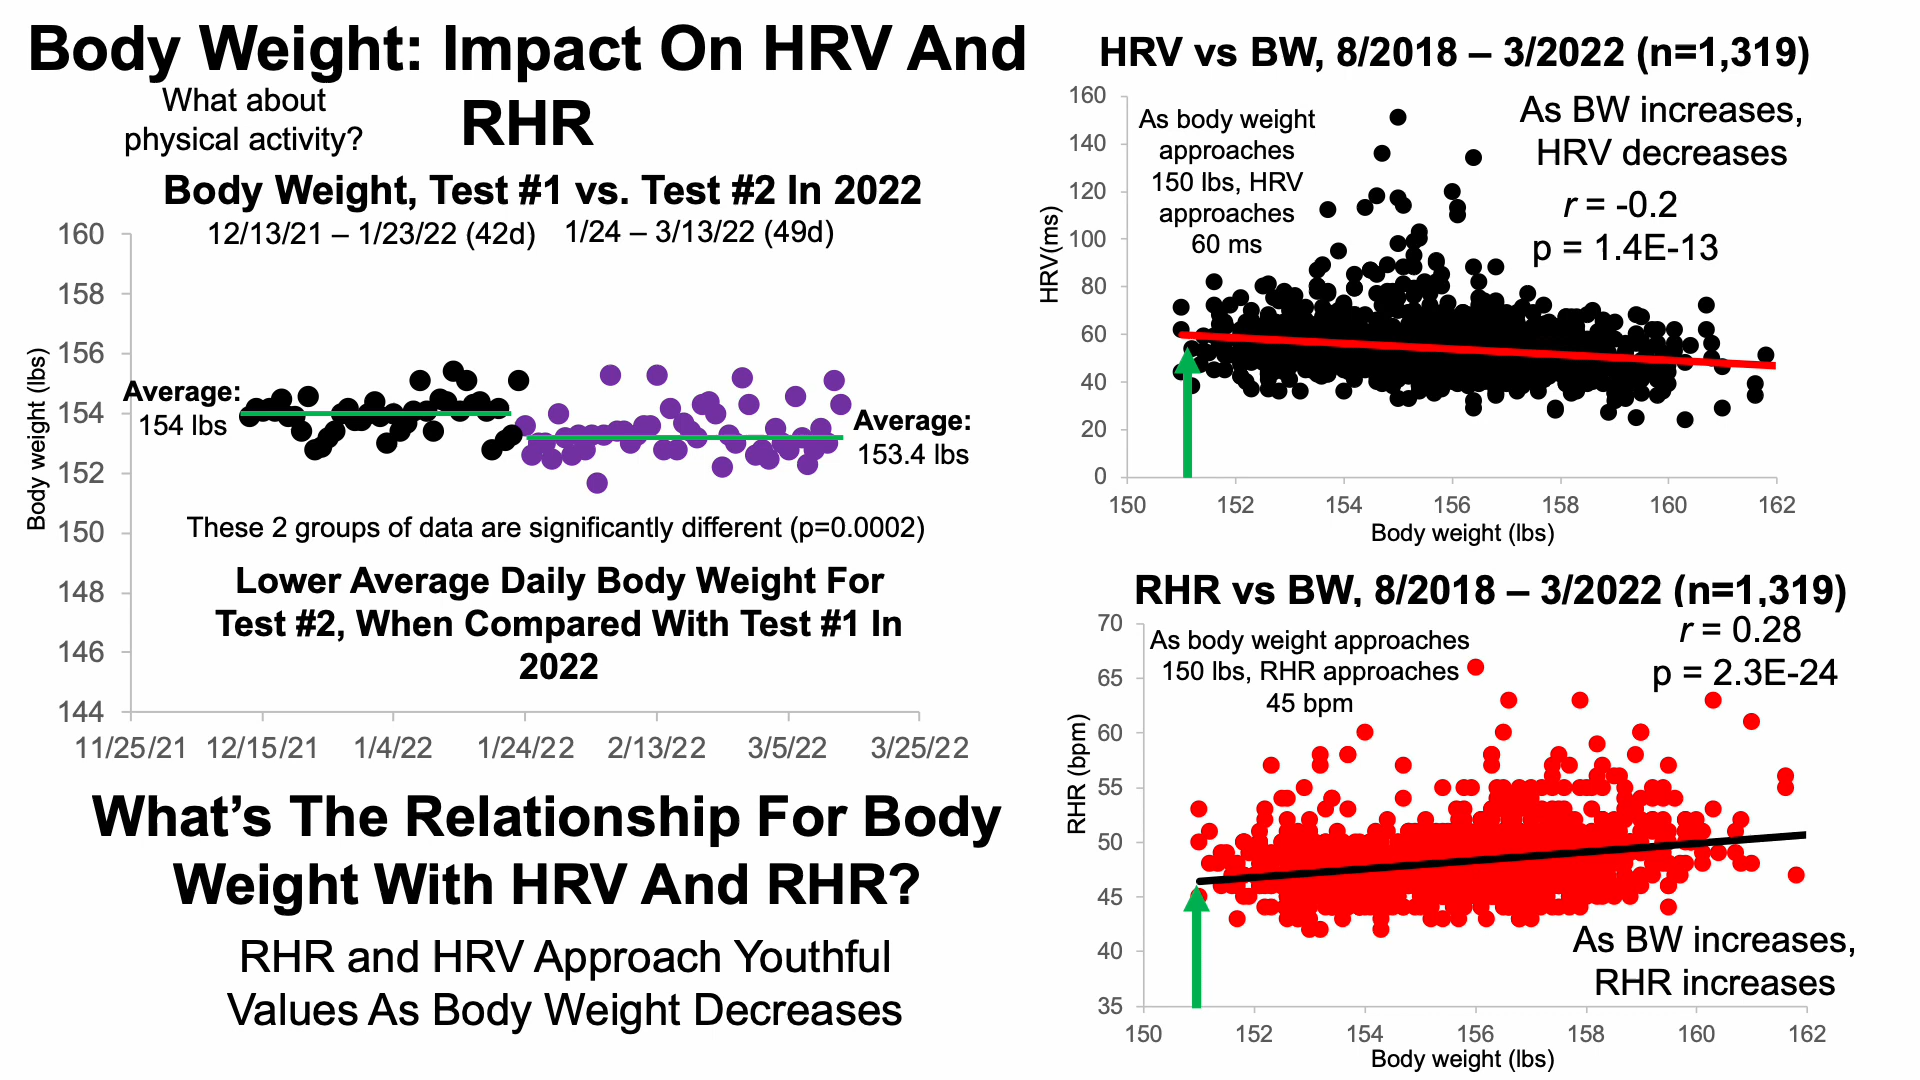 Body Weight: Impact On HRV And
RHR
What about
physical activity?
Body Weight, Test #1 vs. Test #2 In 2022
12/13/21 – 1/23/22 (42d) 1/24 – 3/13/22 (49d)
160
158
156
154
152
150
148
146
144
Body weight (lbs)
Average:
154 lbs
Average:
153.4 lbs
These 2 groups of data are significantly different (p=0.0002)
Lower Average Daily Body Weight For
Test #2, When Compared With Test #1 In
2022
11/25/21 12/15/21 1/4/22 1/24/22 2/13/22 3/5/22 3/25/22
What's The Relationship For Body
Weight With HRV And RHR?
RHR and HRV Approach Youthful
Values As Body Weight Decreases
HRV vs BW, 8/2018 – 3/2022 (n=1,319)
160
140
120
100
80
60
40
20
0
HRV(ms)
As body weight
approaches
150 lbs, HRV
approaches
60 ms
As BW increases,
HRV decreases
r = -0.2
p = 1.4E-13
150 152 154 156 158 160 162
Body weight (lbs)
RHR vs BW, 8/2018 – 3/2022 (n=1,319)
70
65
60
55
50
45
40
35
RHR (bpm)
As body weight approaches
150 lbs, RHR approaches
45 bpm
r = 0.28
p = 2.3E-24
As BW increases,
RHR increases
150 152 154 156 158 160 162
Body weight (lbs)